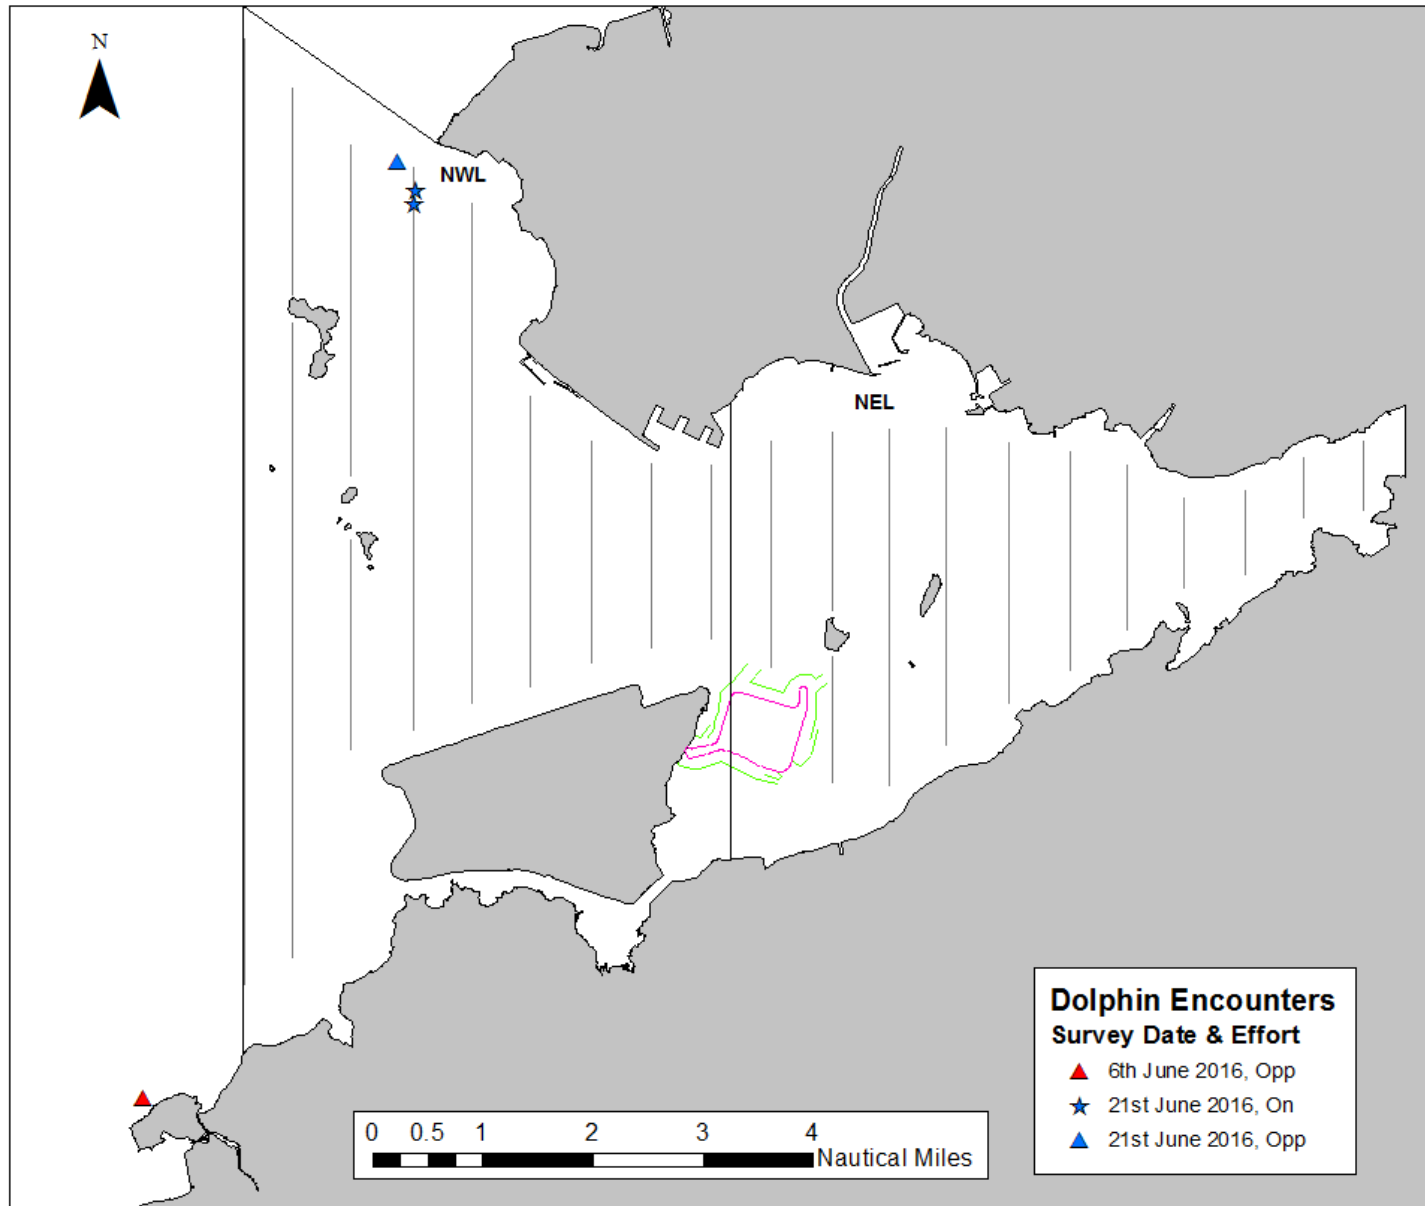 N
NWL
NEL
Dolphin Encounters
Survey Date & Effort
6th June 2016, Opp
21st June 2016, On
21st June 2016, Opp
0 0.5 1 2 3 4
Nautical Miles